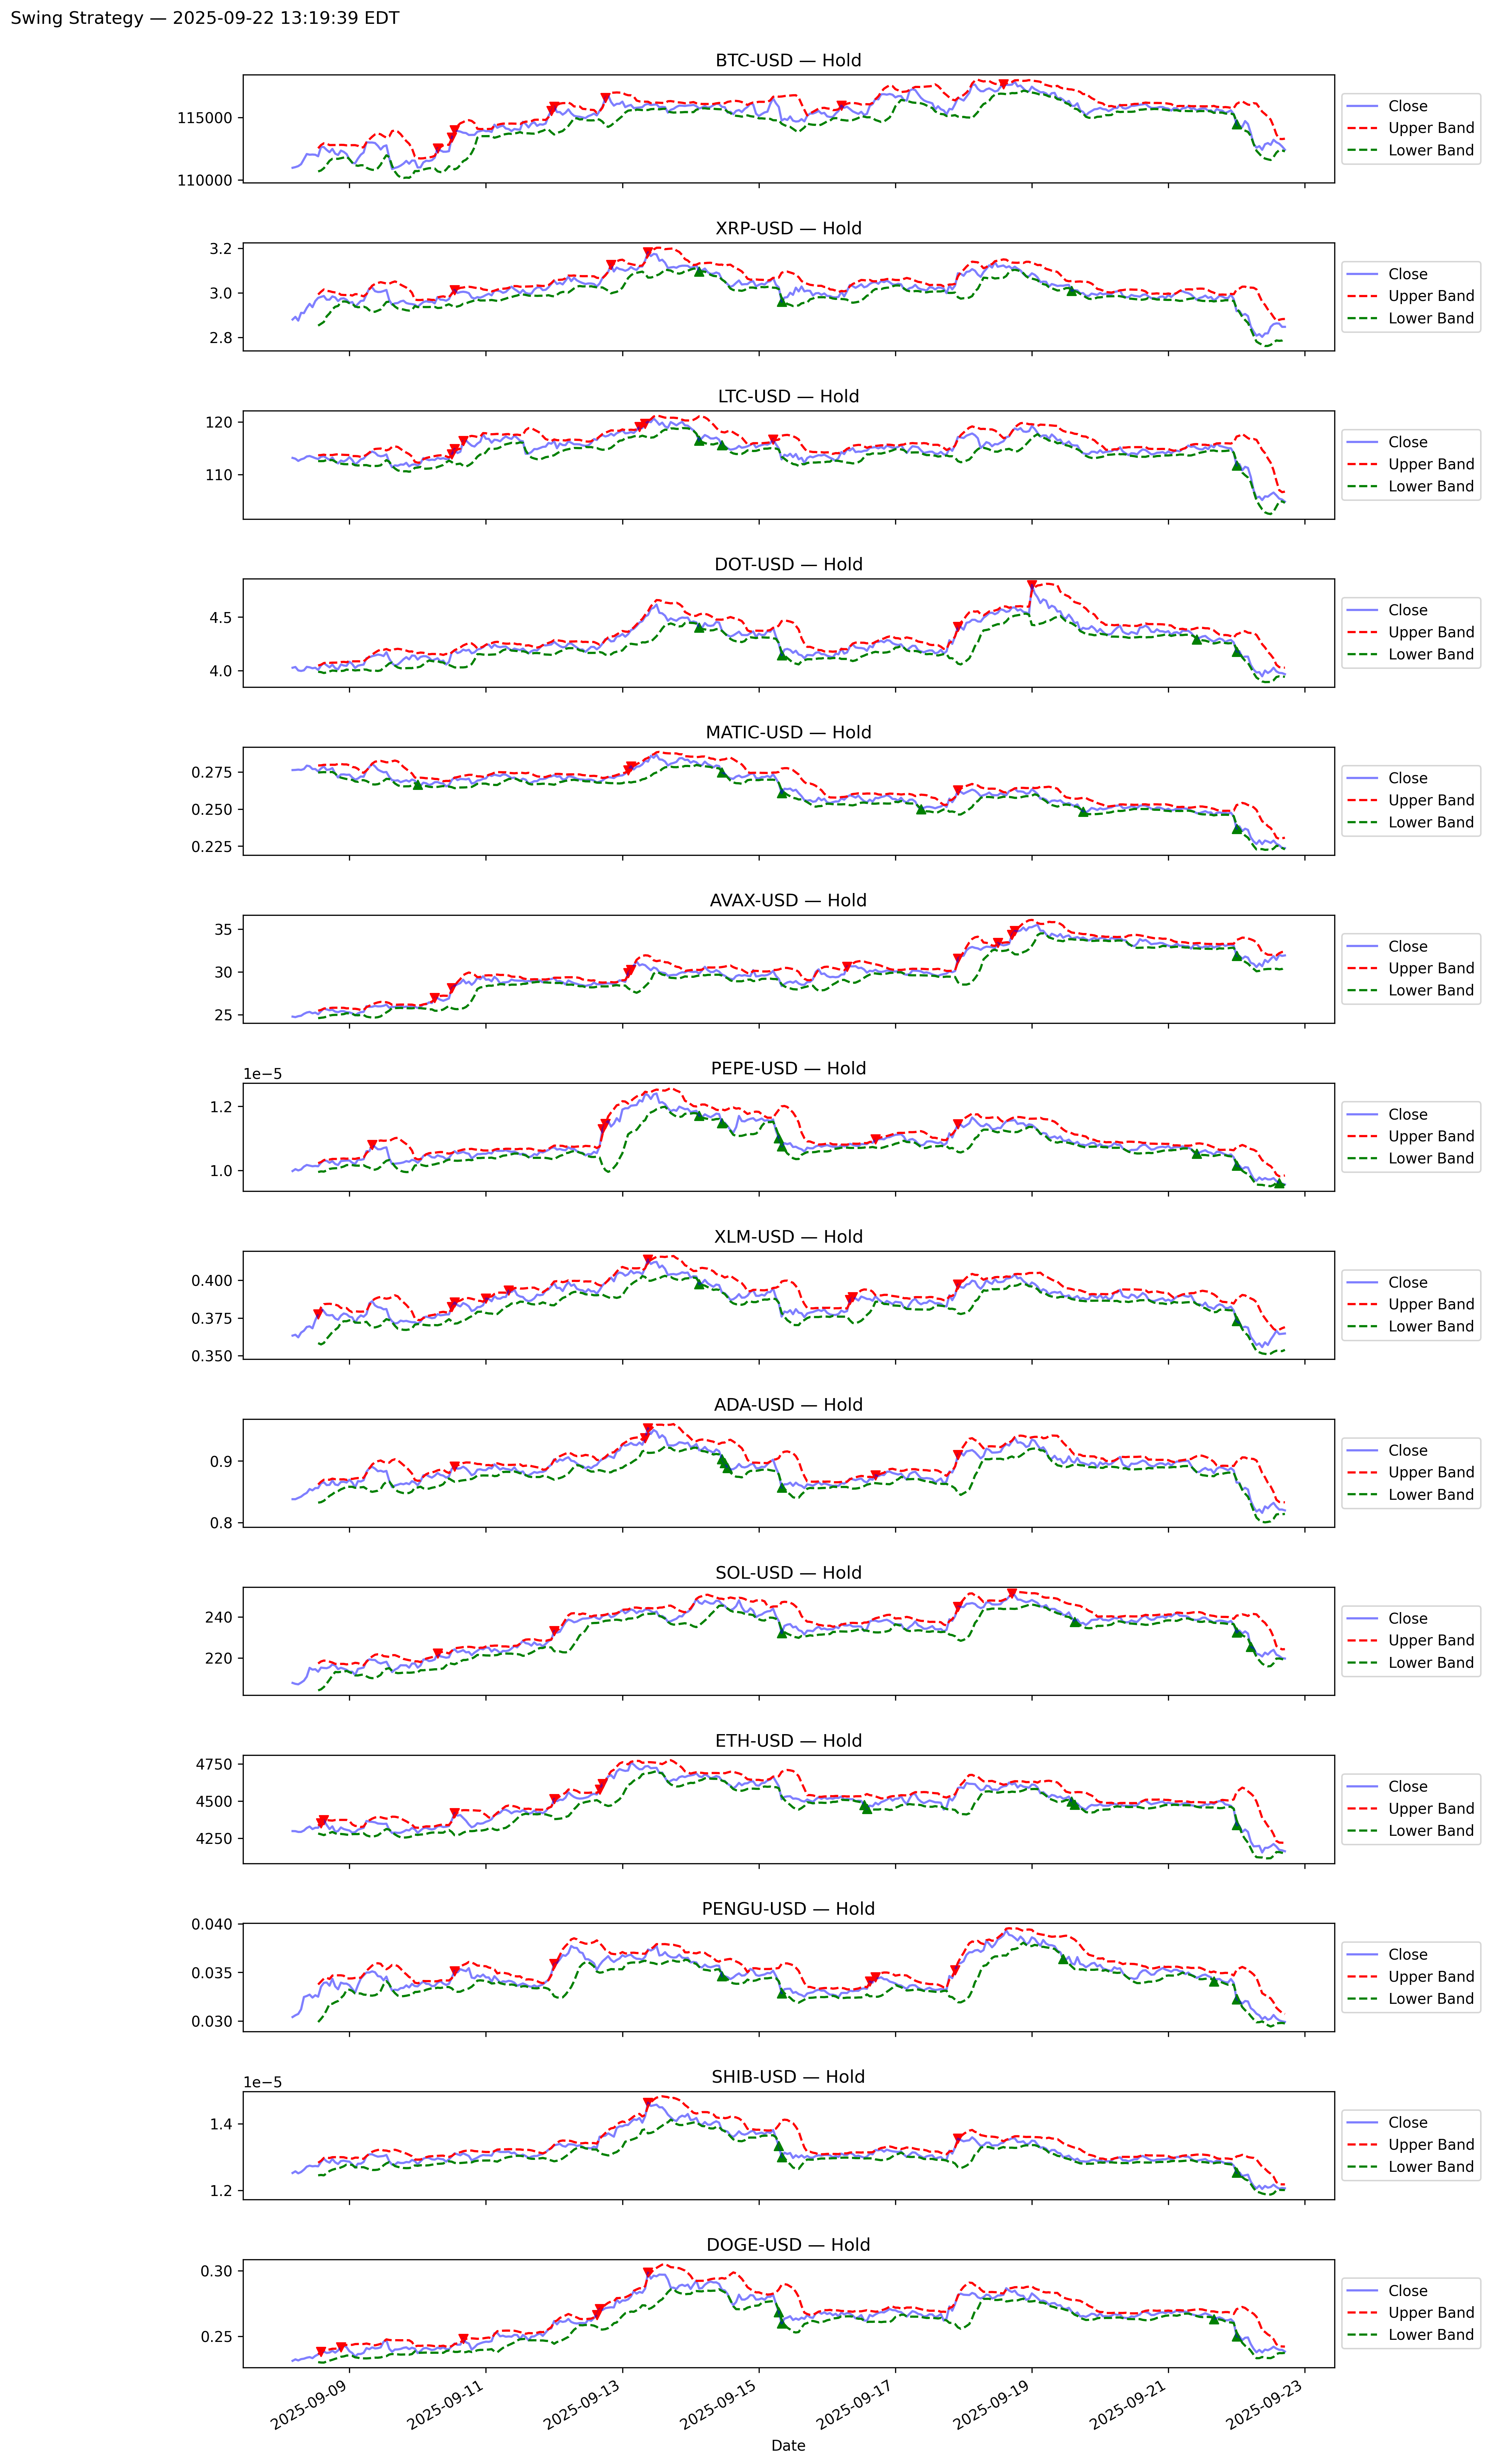 Swing Strategy — 2025-09-22 13:19:39 EDT
BTC-USD — Hold
115000
110000
Close
Upper Band
Lower Band
XRP-USD — Hold
3.2
3.0
2.8
Close
Upper Band
Lower Band
LTC-USD — Hold
120
110
Close
Upper Band
Lower Band
DOT-USD — Hold
4.5
4.0
Close
Upper Band
Lower Band
MATIC-USD — Hold
0.275
0.250
0.225
Close
Upper Band
Lower Band
AVAX-USD — Hold
35
30
25
Close
Upper Band
Lower Band
PEPE-USD — Hold
1e−5
1.2
1.0
Close
Upper Band
Lower Band
XLM-USD — Hold
0.400
0.375
0.350
Close
Upper Band
Lower Band
ADA-USD — Hold
0.9
0.8
Close
Upper Band
Lower Band
SOL-USD — Hold
240
220
Close
Upper Band
Lower Band
ETH-USD — Hold
4750
4500
4250
Close
Upper Band
Lower Band
PENGU-USD — Hold
0.040
0.035
0.030
Close
Upper Band
Lower Band
SHIB-USD — Hold
1e−5
1.4
1.2
Close
Upper Band
Lower Band
DOGE-USD — Hold
0.30
0.25
Close
Upper Band
Lower Band
2025-09-09
2025-09-11
2025-09-13
2025-09-15
2025-09-17
2025-09-19
2025-09-21
2025-09-23
Date